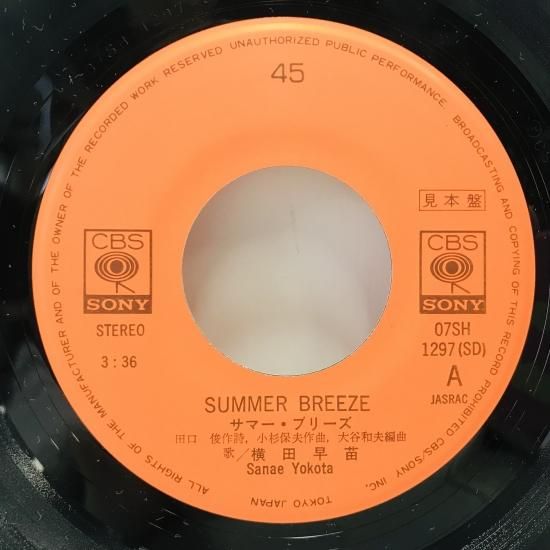 ALL RIGHTS OF THE MANUFACTURER AND OF THE OWNER OF THE RECORDED WORK RESERVED UNAUTHORIZED PUBLIC PERFORMANCE. BROADCASTING AND COPYING OF THIS RECORD PROHIBITED CBS/SONY INC. TOKYO JAPAN
45
見本盤
CBS
SONY
CBS
SONY
STEREO
07SH
1297(SD)
3:36
A
JASRAC
SUMMER BREEZE
サマー・ブリーズ
田口 俊作詩, 小杉保夫作曲, 大谷和夫編曲
歌/横田早苗
Sanae Yokota